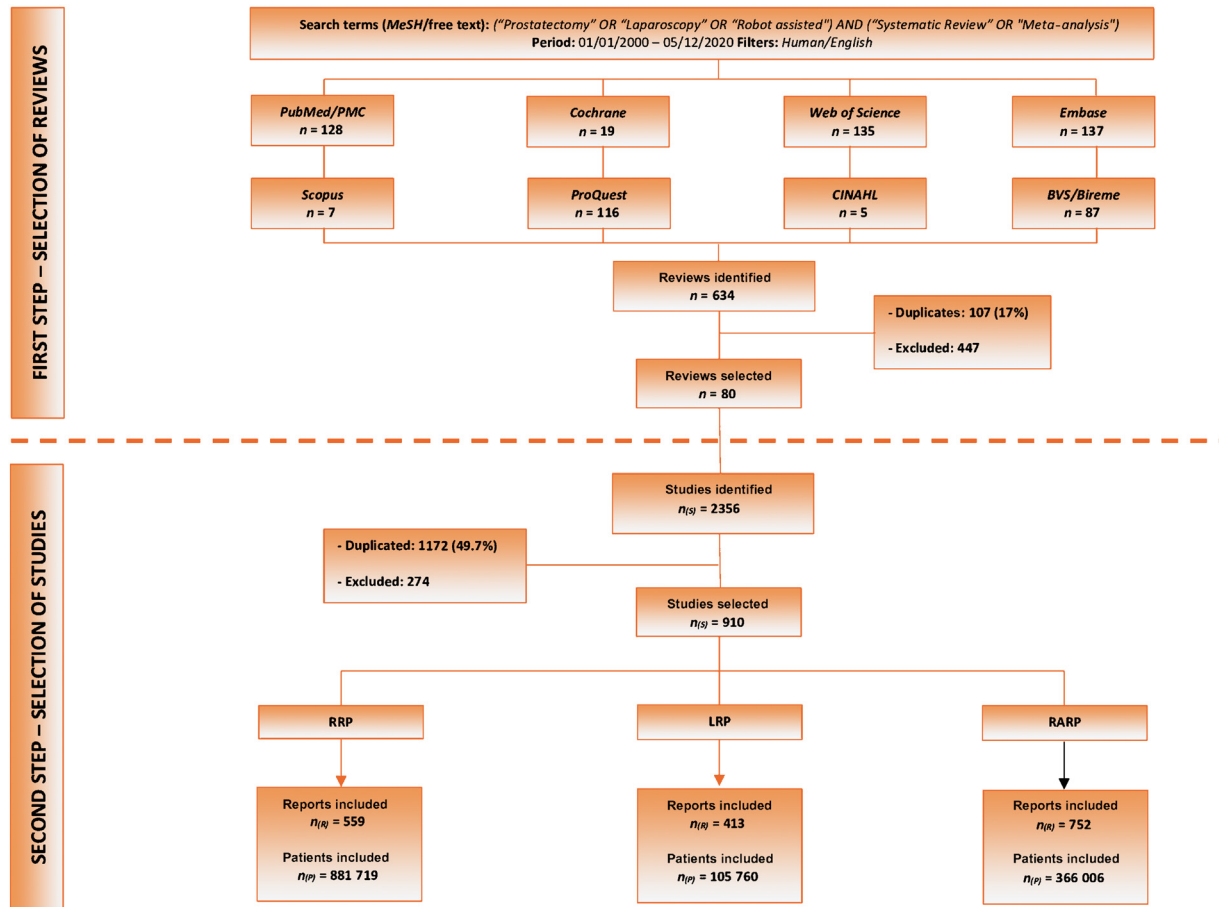 FIRST STEP – SELECTION OF REVIEWS
Search terms (MeSH/free text): (“Prostatectomy” OR “Laparoscopy” OR “Robot assisted") AND (“Systematic Review” OR "Meta-analysis")
Period: 01/01/2000 – 05/12/2020 Filters: Human/English
PubMed/PMC
n = 128
Cochrane
n = 19
Web of Science
n = 135
Embase
n = 137
Scopus
n = 7
ProQuest
n = 116
CINAHL
n = 5
BVS/Bireme
n = 87
Reviews identified
n = 634
- Duplicates: 107 (17%)
- Excluded: 447
Reviews selected
n = 80
SECOND STEP – SELECTION OF STUDIES
Studies identified
n(S) = 2356
- Duplicated: 1172 (49.7%)
- Excluded: 274
Studies selected
n(S) = 910
RRP
LRP
RARP
Reports included
n(R) = 559
Patients included
n(P) = 881 719
Reports included
n(R) = 413
Patients included
n(P) = 105 760
Reports included
n(R) = 752
Patients included
n(P) = 366 006